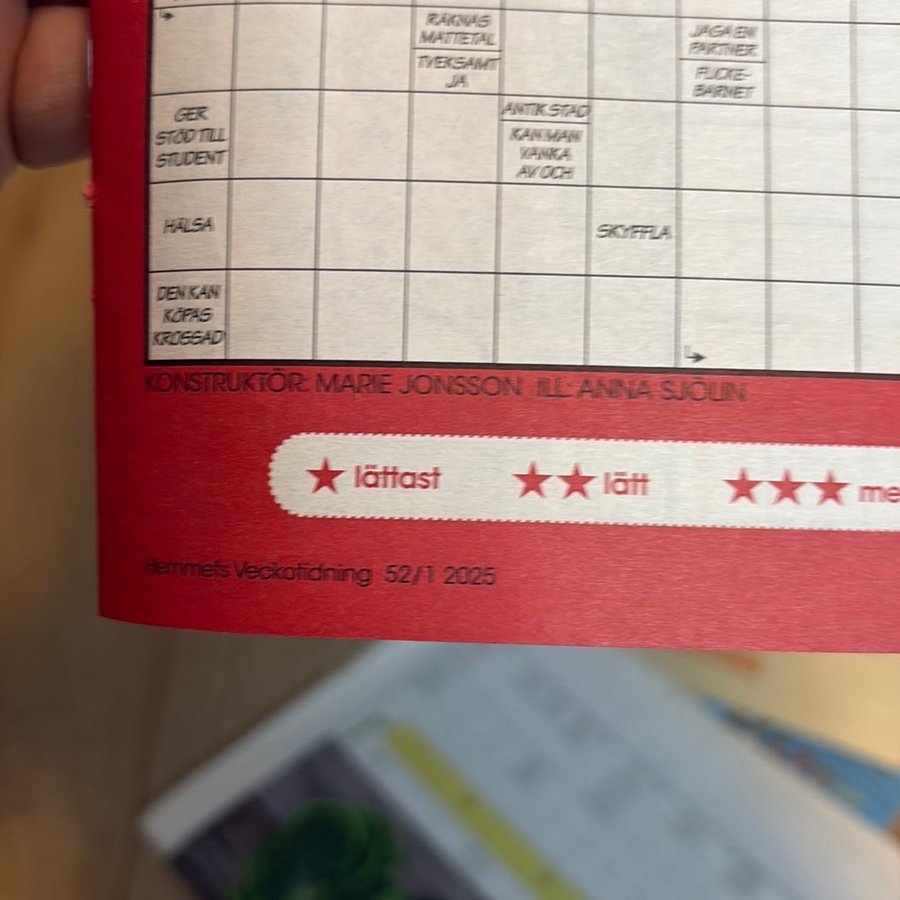 RÄKNAS
MATTETAL
TVEKSAMT
JA
JAGA EN
PARTNER
FLICKE-
BARNET
GER
STÖD TILL
STUDENT
ANTIK STAD
KAN MAN
VANKA
AV OCH
HÄLSA
SKYFFLA
DEN KAN
KÖPAS
KROSSAD
KONSTRUKTÖR: MARIE JONSSON ILL: ANNA SJÖLIN
★ lättast ★★ lätt ★★★ me
Hemmets Veckotidning 52/1 2025